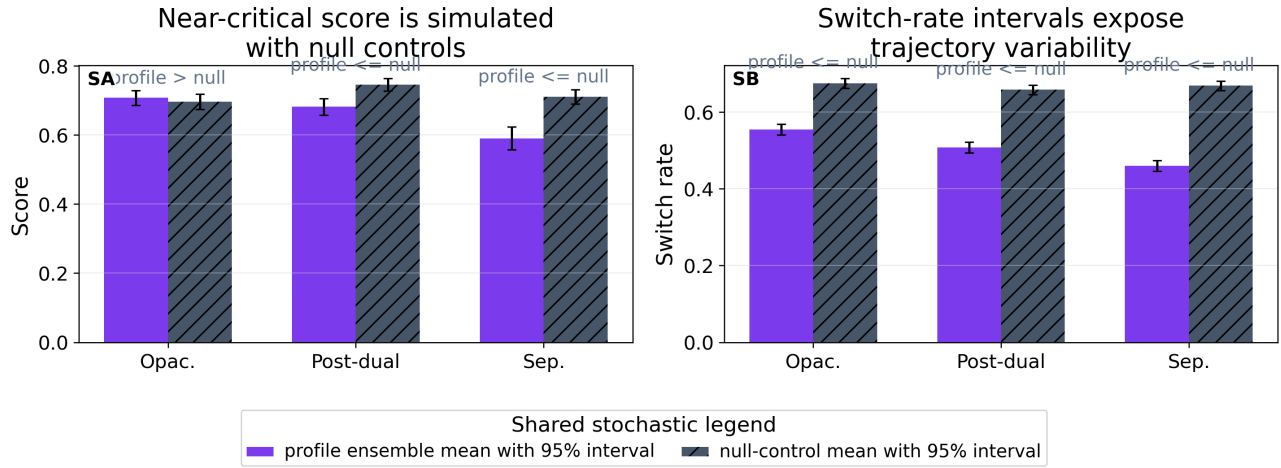 Near-critical score is simulated
with null controls
SA
profile > null
profile <= null
profile <= null
0.8
0.6
0.4
0.2
0.0
Score
Opac.
Post-dual
Sep.
Switch-rate intervals expose
trajectory variability
SB
profile <= null
profile <= null
profile <= null
0.6
0.4
0.2
0.0
Switch rate
Opac.
Post-dual
Sep.
Shared stochastic legend
profile ensemble mean with 95% interval
null-control mean with 95% interval